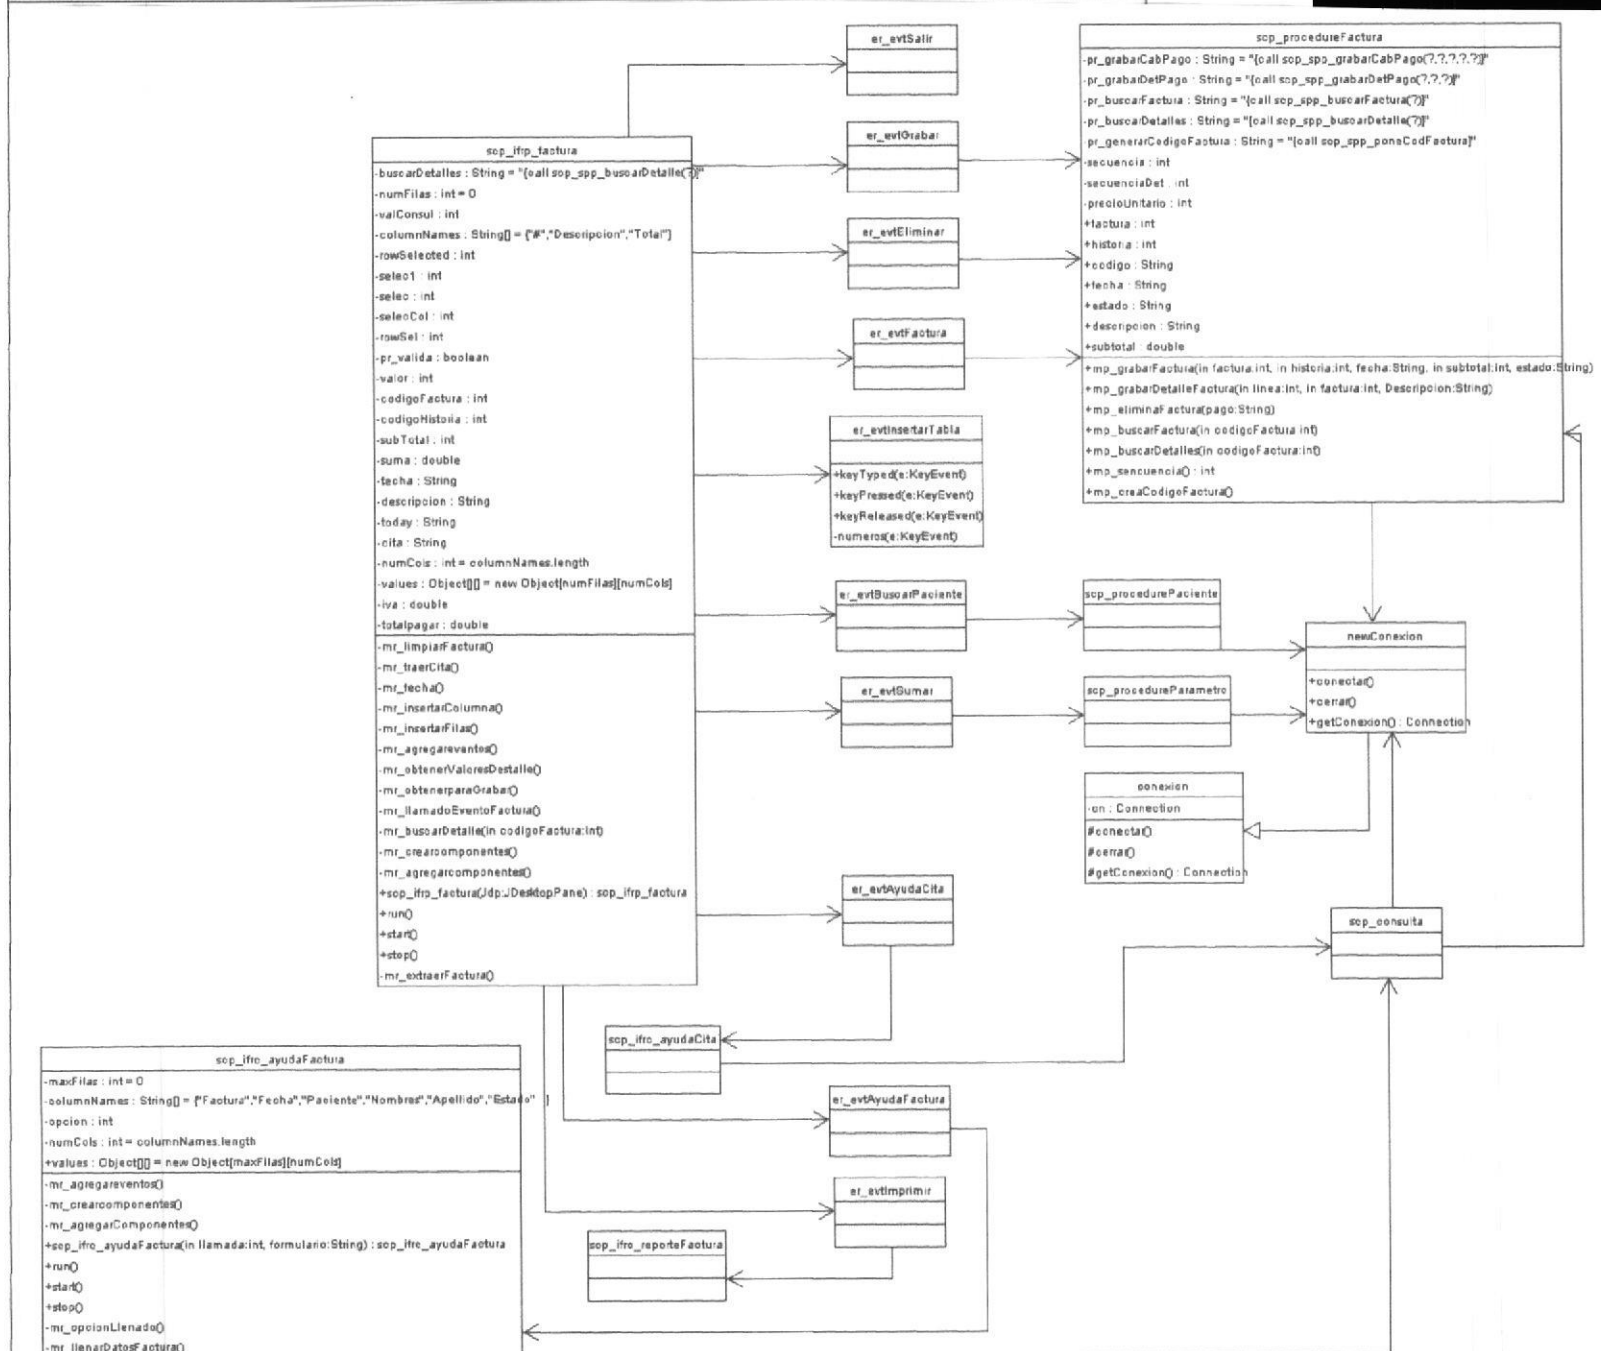 er_evtSalir
scp_procedureFactura
-pr_grabarCabPago : String = "{call scp_spp_grabarCabPago(?,?,?,?,?)}"
-pr_grabarDetPago : String = "{call scp_spp_grabarDetPago(?,?,?)}"
-pr_buscarFactura : String = "{call scp_spp_buscarFactura(?)}"
-pr_buscarDetalles : String = "{call scp_spp_buscarDetalle(?)}"
-pr_generarCodigoFactura : String = "{call scp_spp_poneCodFactura}"
-secuencia : int
-secuenciaDet : int
-precioUnitario : int
+factura : int
+historia : int
+codigo : String
+fecha : String
+estado : String
+descripcion : String
+subtotal : double
+mp_grabarFactura(in factura:int, in historia:int, fecha:String, in subtotal:int, estado:String)
+mp_grabarDetalleFactura(in linea:int, in factura:int, Descripcion:String)
+mp_eliminaFactura(pago:String)
+mp_buscarFactura(in codigoFactura:int)
+mp_buscarDetalles(in codigoFactura:int)
+mp_sencuencia() : int
+mp_creaCodigoFactura()
er_evtGrabar
er_evtEliminar
er_evtFactura
er_evtInsertarTabla
+keyTyped(e:KeyEvent)
+keyPressed(e:KeyEvent)
+keyReleased(e:KeyEvent)
-numeros(e:KeyEvent)
scp_ifrp_factura
-buscarDetalles : String = "{call scp_spp_buscarDetalle(?)}"
-numFilas : int = 0
-valConsul : int
-columnNames : String[] = {"#","Descripcion","Total"}
-rowSelected : int
-selec1 : int
-selec : int
-selecCol : int
-rowSel : int
-pr_valida : boolean
-valor : int
-codigoFactura : int
-codigoHistoria : int
-subTotal : int
-suma : double
-fecha : String
-descripcion : String
-today : String
-cita : String
-numCols : int = columnNames.length
-values : Object[][] = new Object[numFilas][numCols]
-iva : double
-totalpagar : double
-mr_limpiarFactura()
-mr_traerCita()
-mr_fecha()
-mr_insertarColumna()
-mr_insertarFilas()
-mr_agregareventos()
-mr_obtenerValoresDestalle()
-mr_obtenerparaGrabar()
-mr_llamadoEventoFactura()
-mr_buscarDetalle(in codigoFactura:int)
-mr_crearcomponentes()
-mr_agregarcomponentes()
+scp_ifrp_factura(Jdp:JDesktopPane) : scp_ifrp_factura
+run()
+start()
+stop()
-mr_extraerFactura()
er_evtBuscarPaciente
scp_procedurePaciente
newConexion
+conectar()
+cerrar()
+getConexion() : Connection
er_evtSumar
scp_procedureParametro
conexion
-cn : Connection
#conectar()
#cerrar()
#getConexion() : Connection
er_evtAyudaCita
scp_consulta
scp_ifrc_ayudaCita
scp_ifrc_ayudaFactura
-maxFilas : int = 0
-columnNames : String[] = {"Factura","Fecha","Paciente","Nombres","Apellido","Estado" }
-opcion : int
-numCols : int = columnNames.length
+values : Object[][] = new Object[maxFilas][numCols]
-mr_agregareventos()
-mr_crearcomponentes()
-mr_agregarComponentes()
+scp_ifrc_ayudaFactura(in llamada:int, formulario:String) : scp_ifrc_ayudaFactura
+run()
+start()
+stop()
-mr_opcionLlenado()
-mr_llenarDatosFactura()
er_evtAyudaFactura
er_evtImprimir
scp_ifrc_reporteFactura